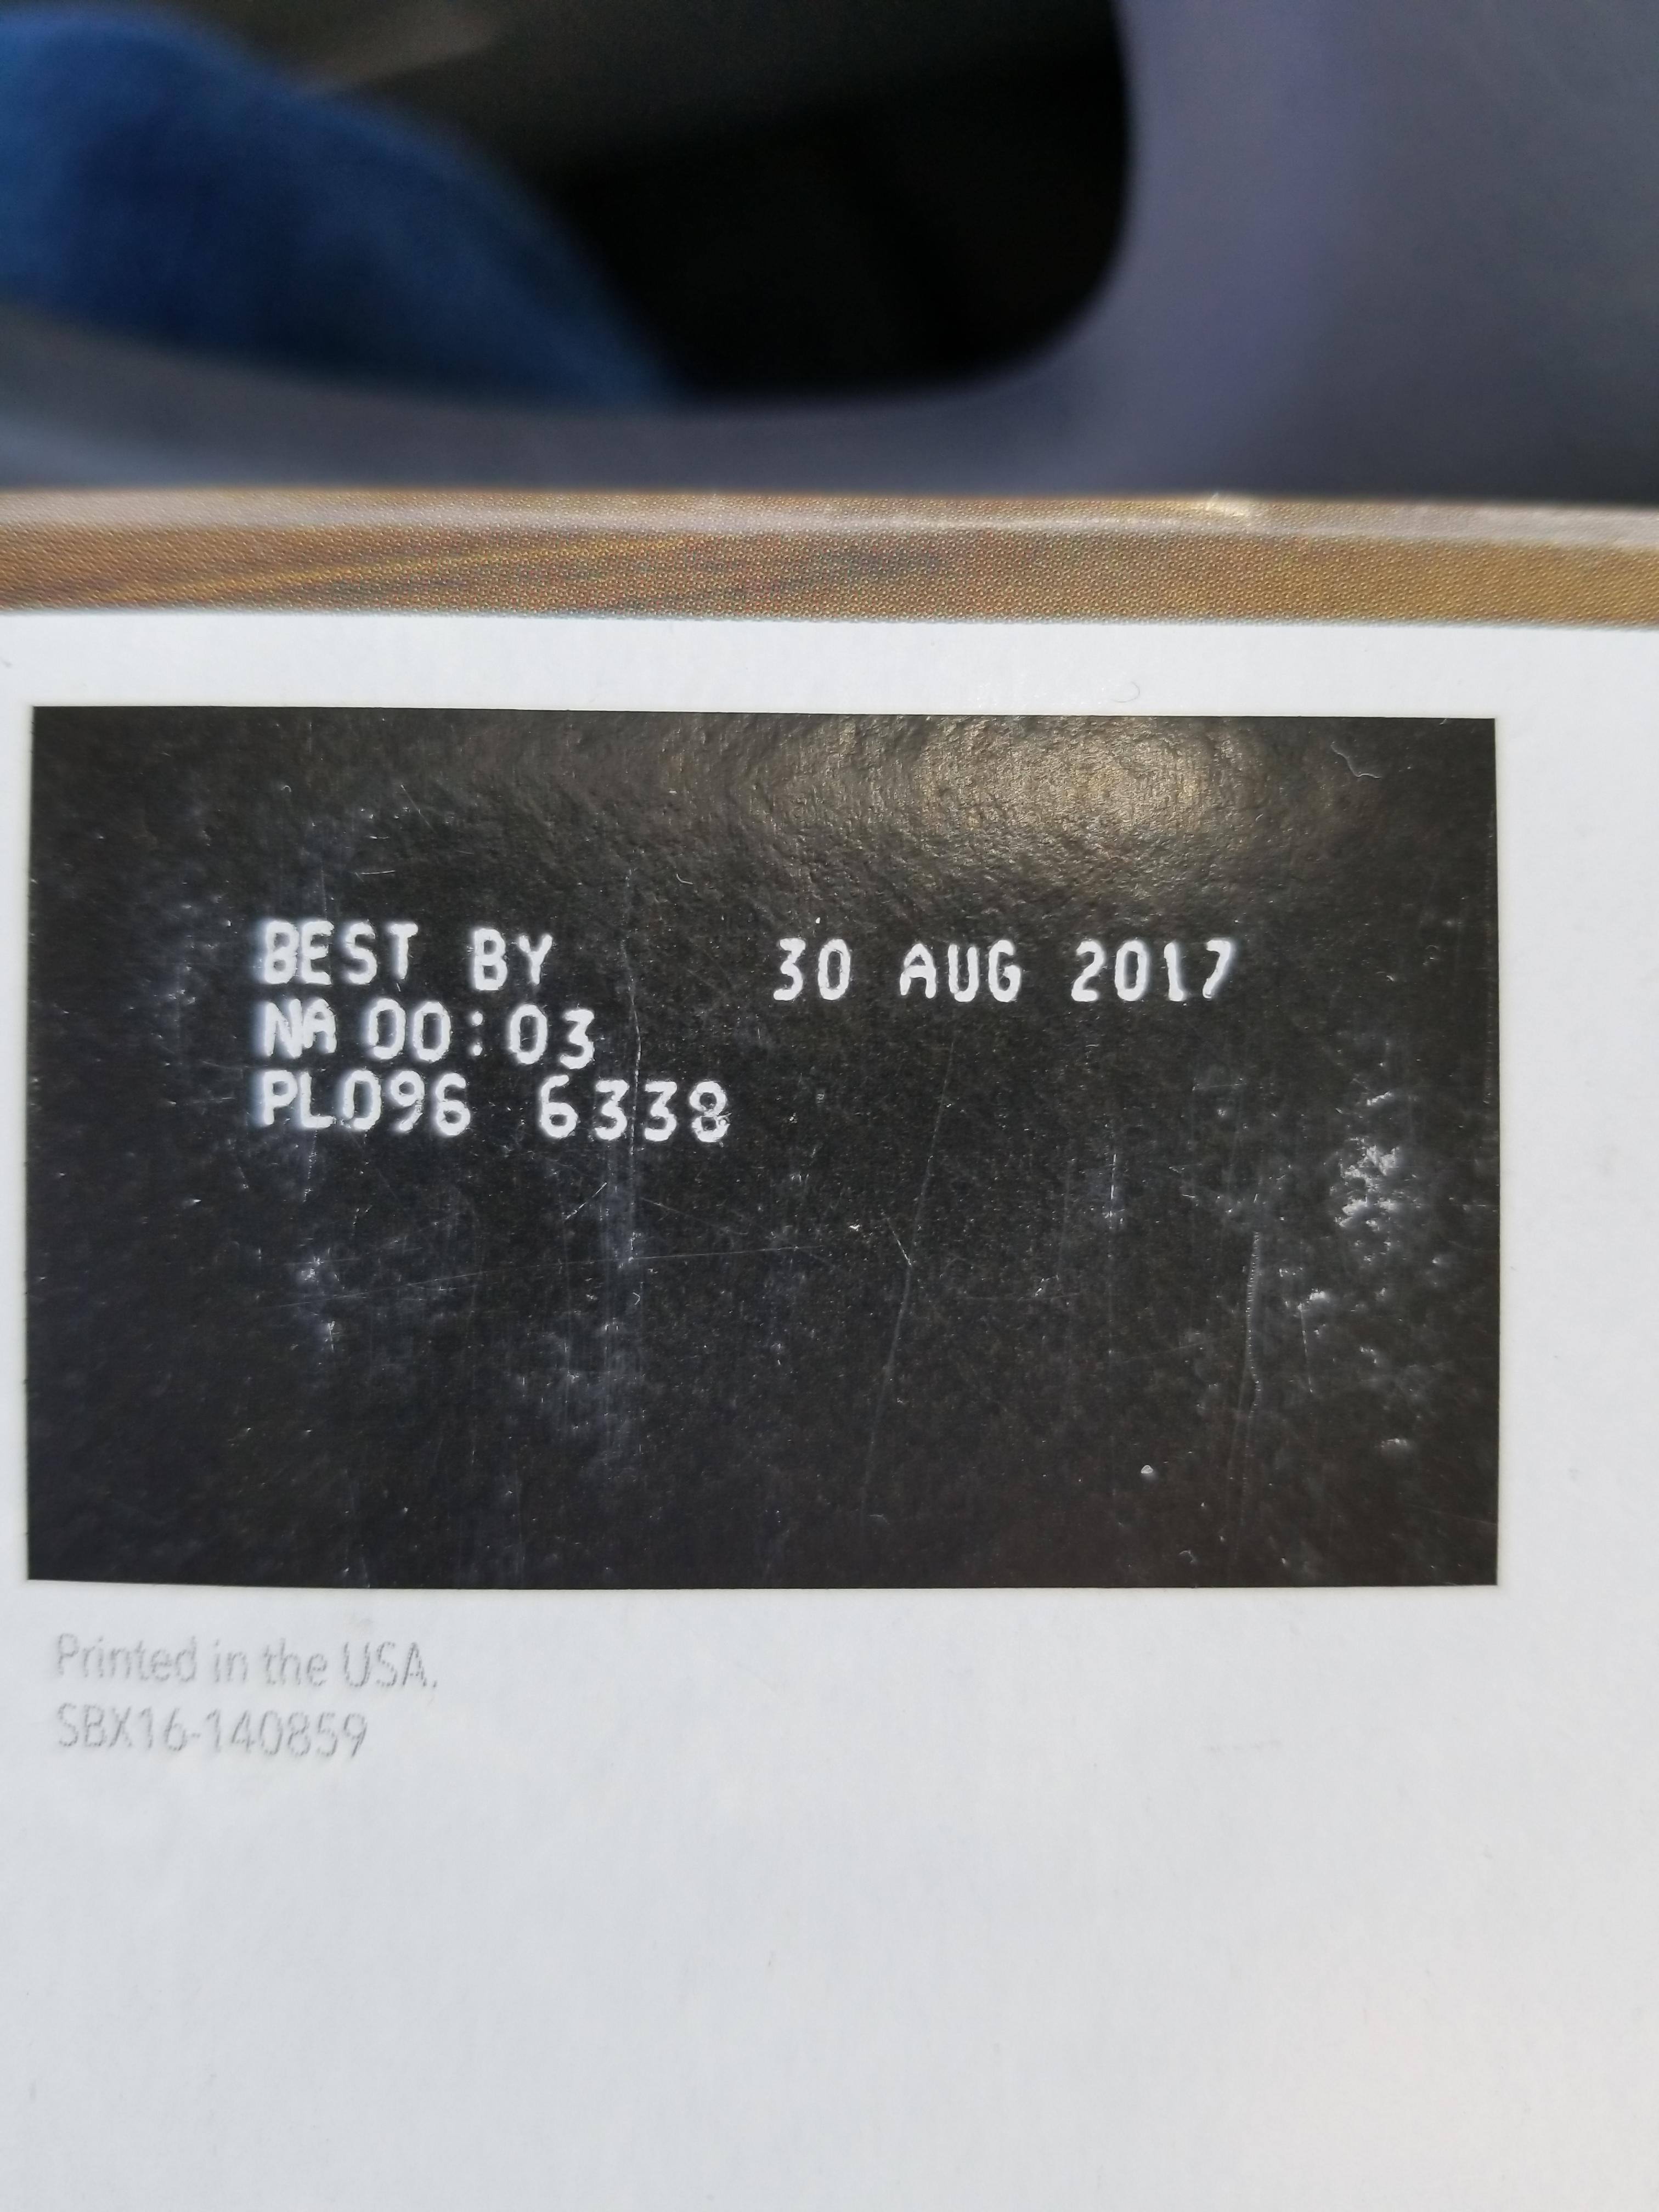 BEST BY 30 AUG 2017
NA 00:03
PL096 6338
Printed in the USA.
SBX16-140859